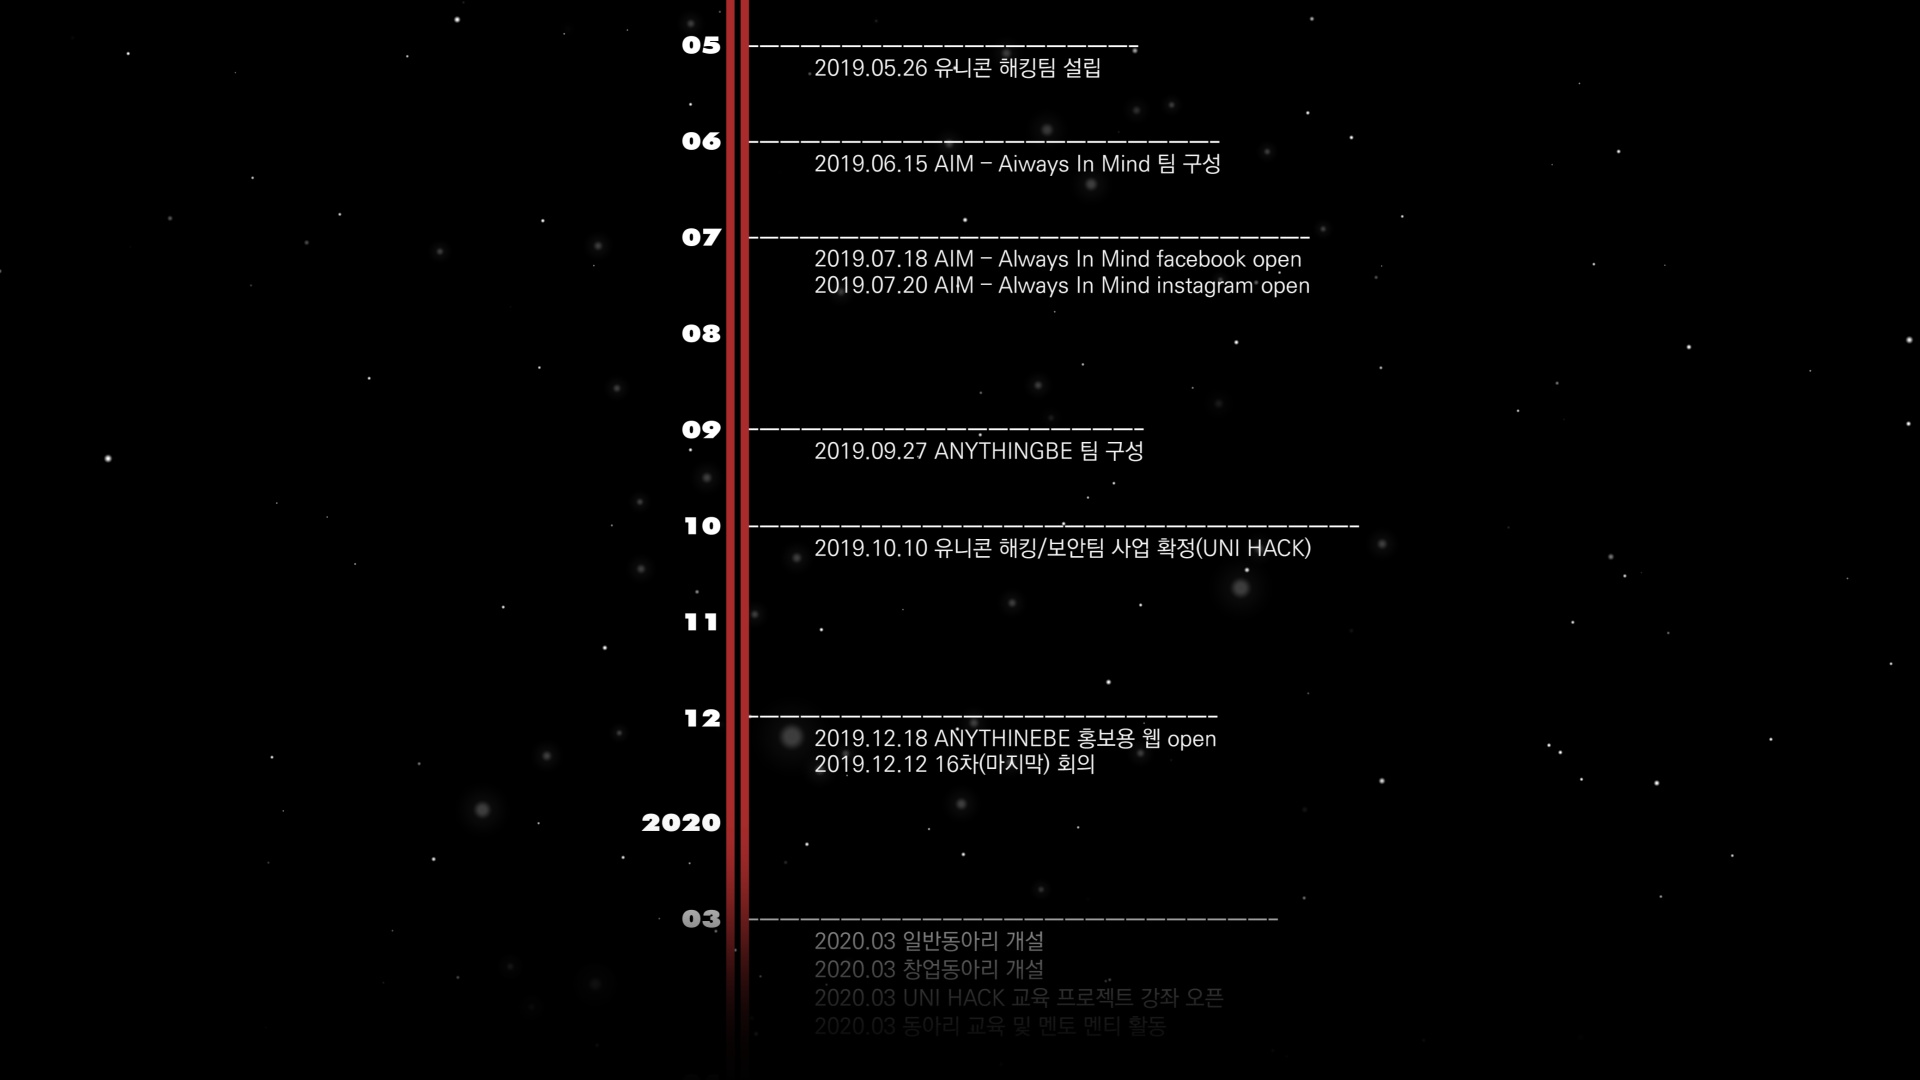 05
2019.05.26 유니콘 해킹팀 설립
06
2019.06.15 AIM – Aiways In Mind 팀 구성
07
2019.07.18 AIM – Always In Mind facebook open
2019.07.20 AIM – Always In Mind instagram open
08
09
2019.09.27 ANYTHINGBE 팀 구성
10
2019.10.10 유니콘 해킹/보안팀 사업 확정(UNI HACK)
11
12
2019.12.18 ANYTHINEBE 홍보용 웹 open
2019.12.12 16차(마지막) 회의
2020
03
2020.03 일반동아리 개설
2020.03 창업동아리 개설
2020.03 UNI HACK 교육 프로젝트 강좌 오픈
2020.03 동아리 교육 및 멘토 멘티 활동